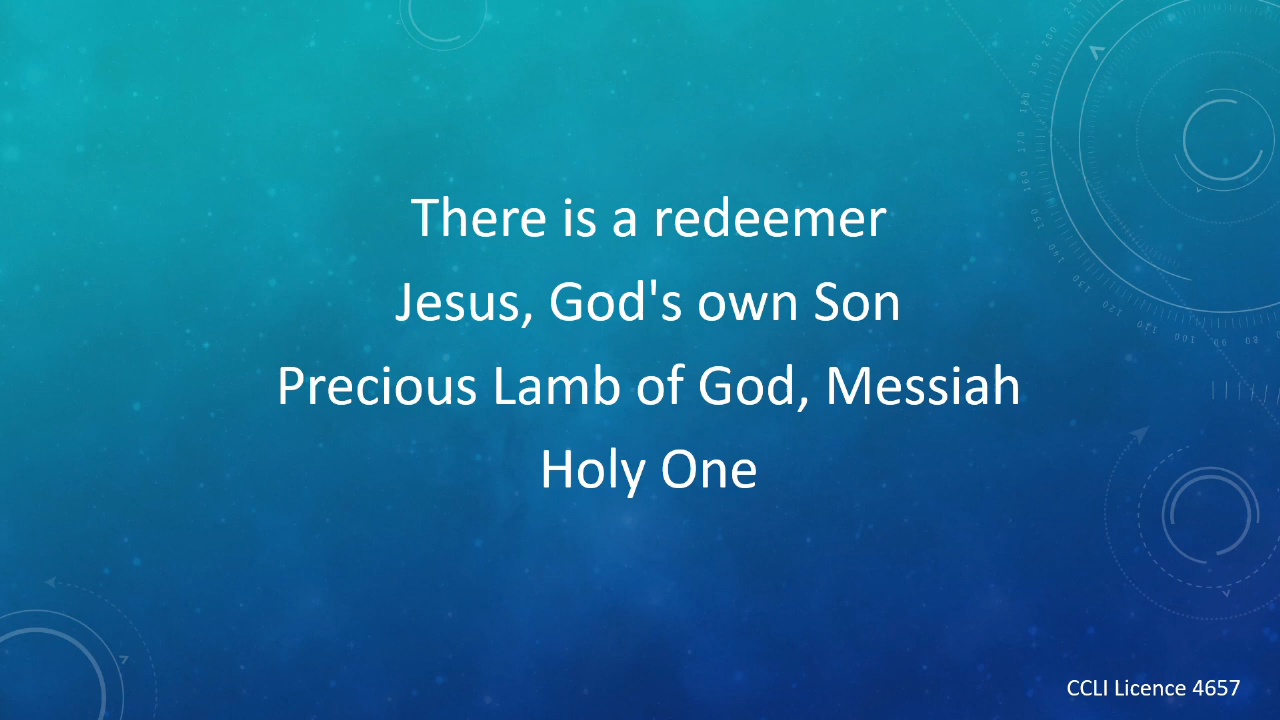 There is a redeemer
Jesus, God's own Son
Precious Lamb of God, Messiah
Holy One
CCLI Licence 4657